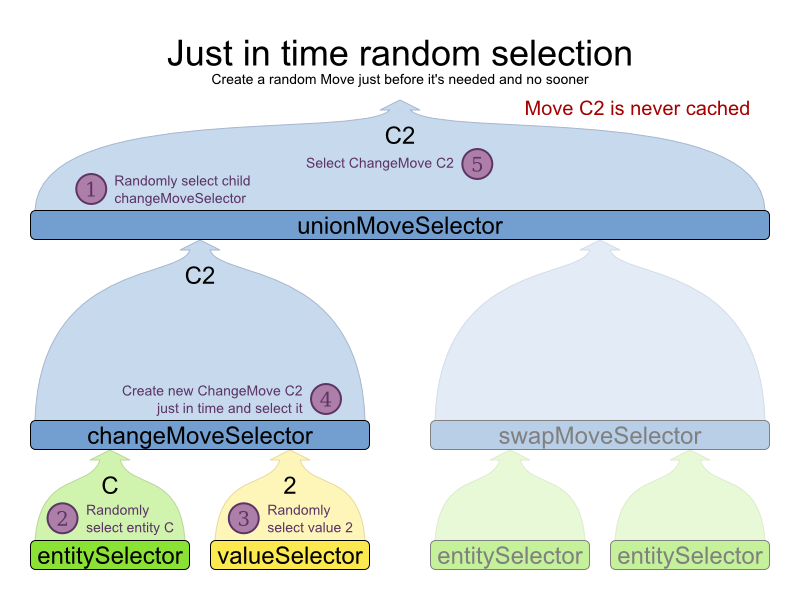 Just in time random selection
Create a random Move just before it's needed and no sooner
Move C2 is never cached
C2
Select ChangeMove C2
5
1
Randomly select child
changeMoveSelector
unionMoveSelector
C2
Create new ChangeMove C2
just in time and select it
4
changeMoveSelector
swapMoveSelector
C
2
2
Randomly
select entity C
3
Randomly
select value 2
entitySelector
valueSelector
entitySelector
entitySelector